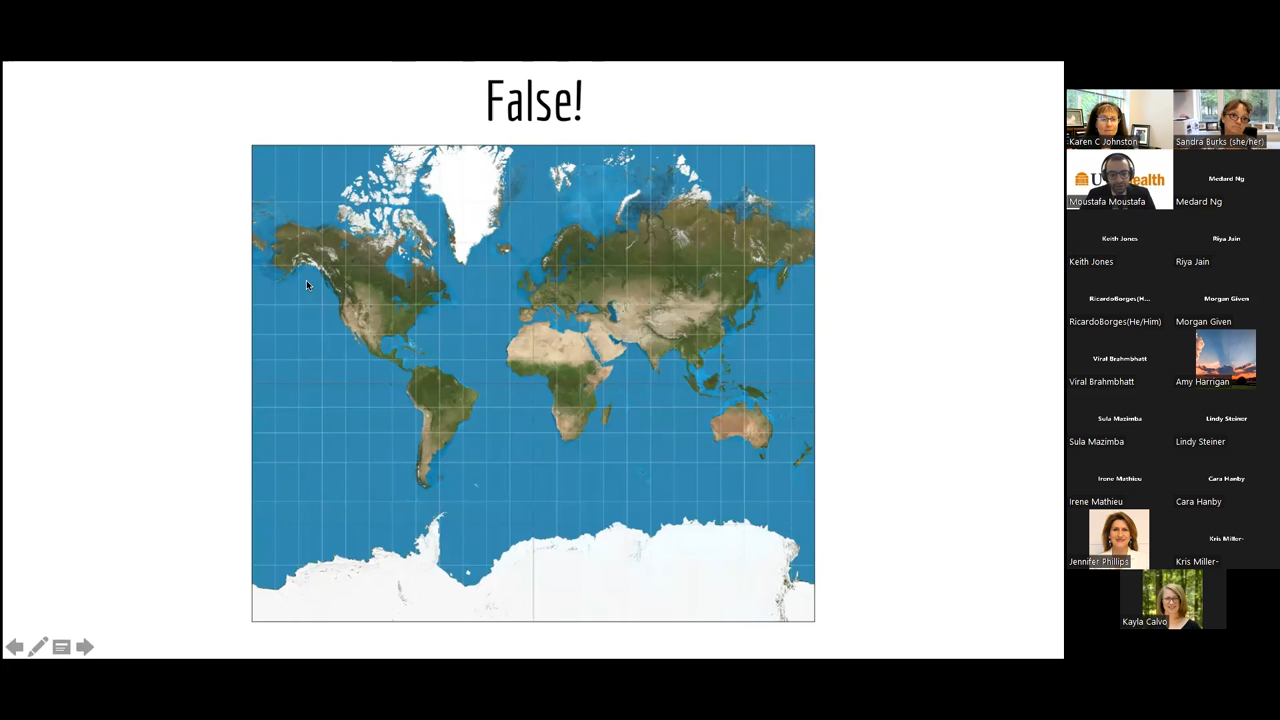 False!
Karen C Johnston
Sandra Burks (she/her)
Moustafa Moustafa
Medard Ng
Medard Ng
Keith Jones
Keith Jones
Riya Jain
Riya Jain
RicardoBorges(H...
RicardoBorges(He/Him)
Morgan Given
Morgan Given
Viral Brahmbhatt
Viral Brahmbhatt
Amy Harrigan
Sula Mazimba
Sula Mazimba
Lindy Steiner
Lindy Steiner
Irene Mathieu
Irene Mathieu
Cara Hanby
Cara Hanby
Jennifer Phillips
Kris Miller-
Kris Miller-
Kayla Calvo